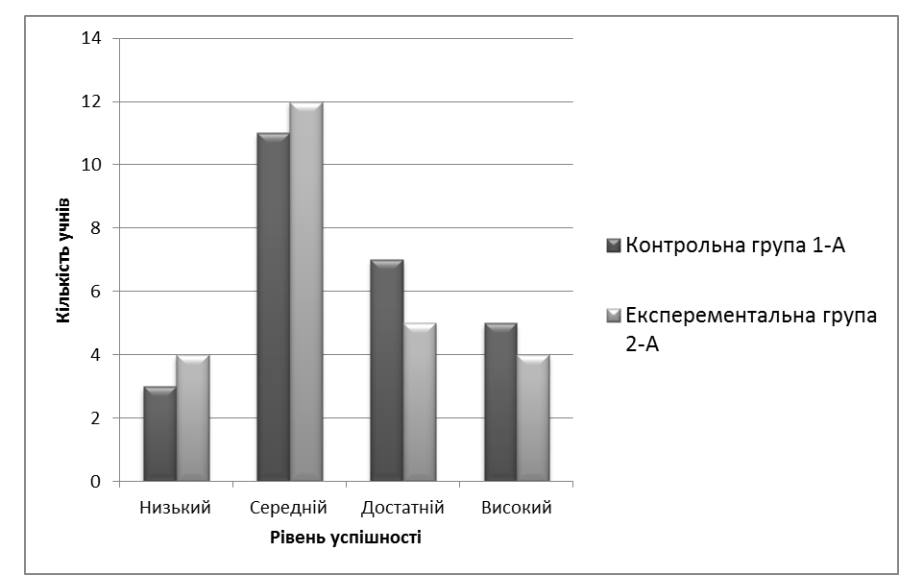 14
12
10
8
6
4
2
0
Кількість учнів
Низький Середній Достатній Високий
Рівень успішності
Контрольна група 1-А
Експерементальна група
2-А